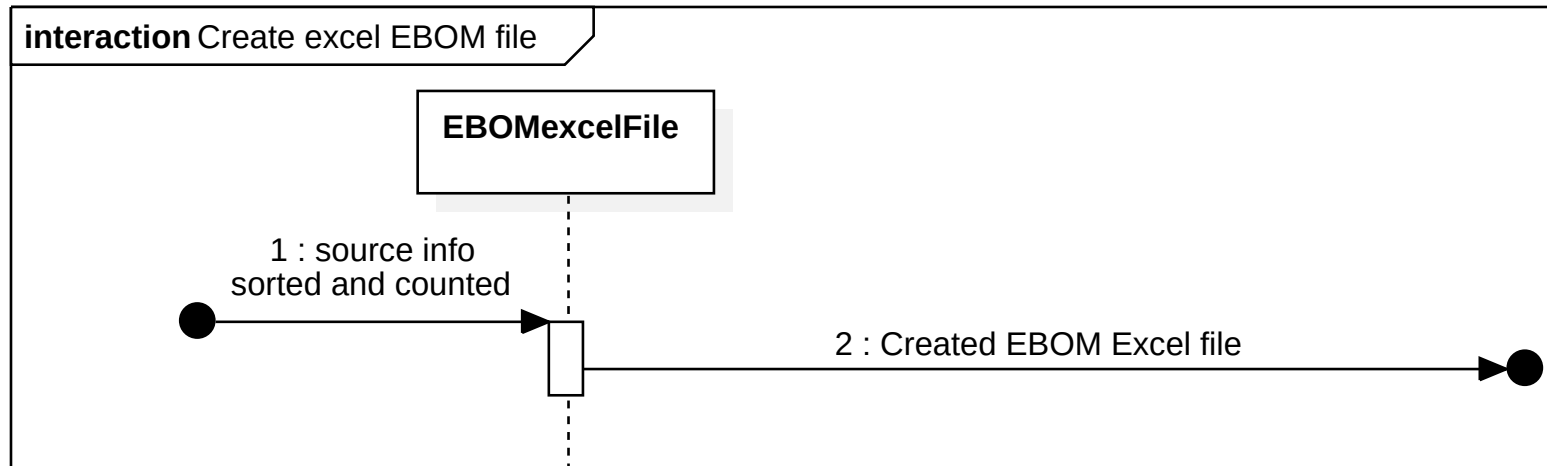 interaction Create excel EBOM file
EBOMexcelFile
1 : source info
sorted and counted
2 : Created EBOM Excel file